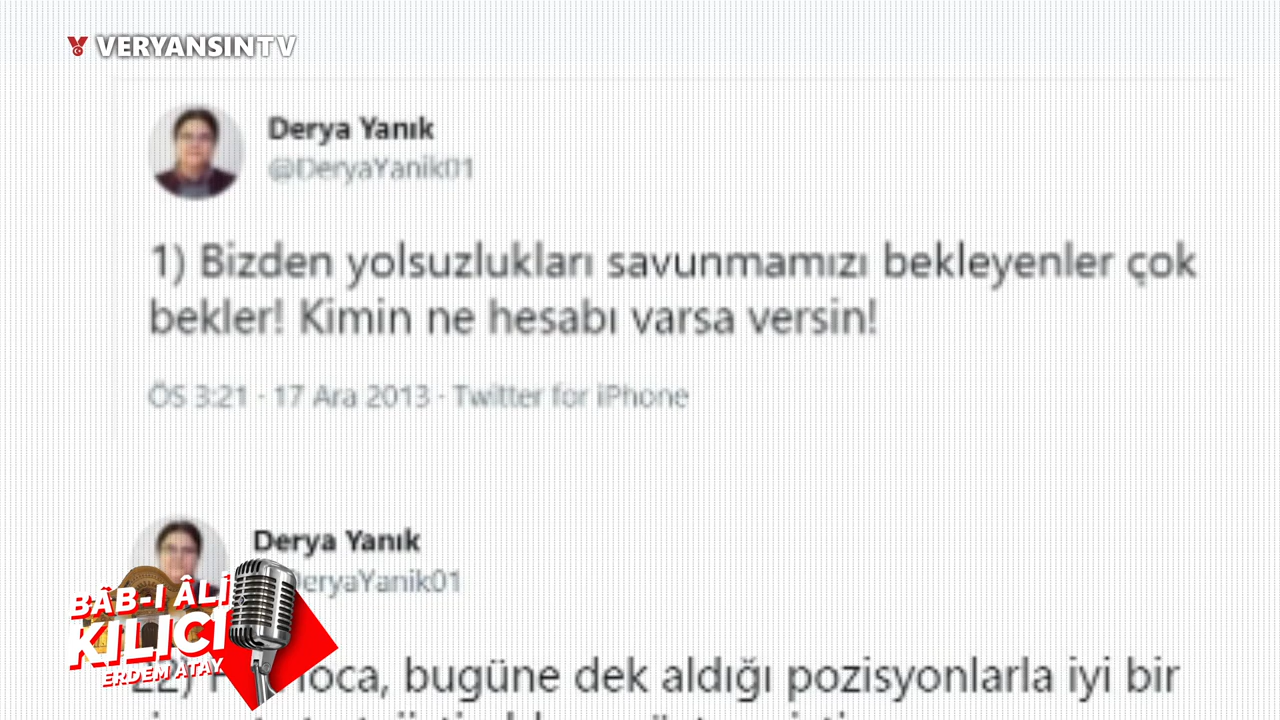 VERYANSINTV
Derya Yanık
@DeryaYanik01
1) Bizden yolsuzlukları savunmamızı bekleyenler çok
bekler! Kimin ne hesabı varsa versin!
ÖS 3:21 · 17 Ara 2013 · Twitter for iPhone
Derya Yanık
DeryaYanik01
BÂB-I ÂLİ
KILICI
ERDEM ATAY
bugüne dek aldığı pozisyonlarla iyi bir